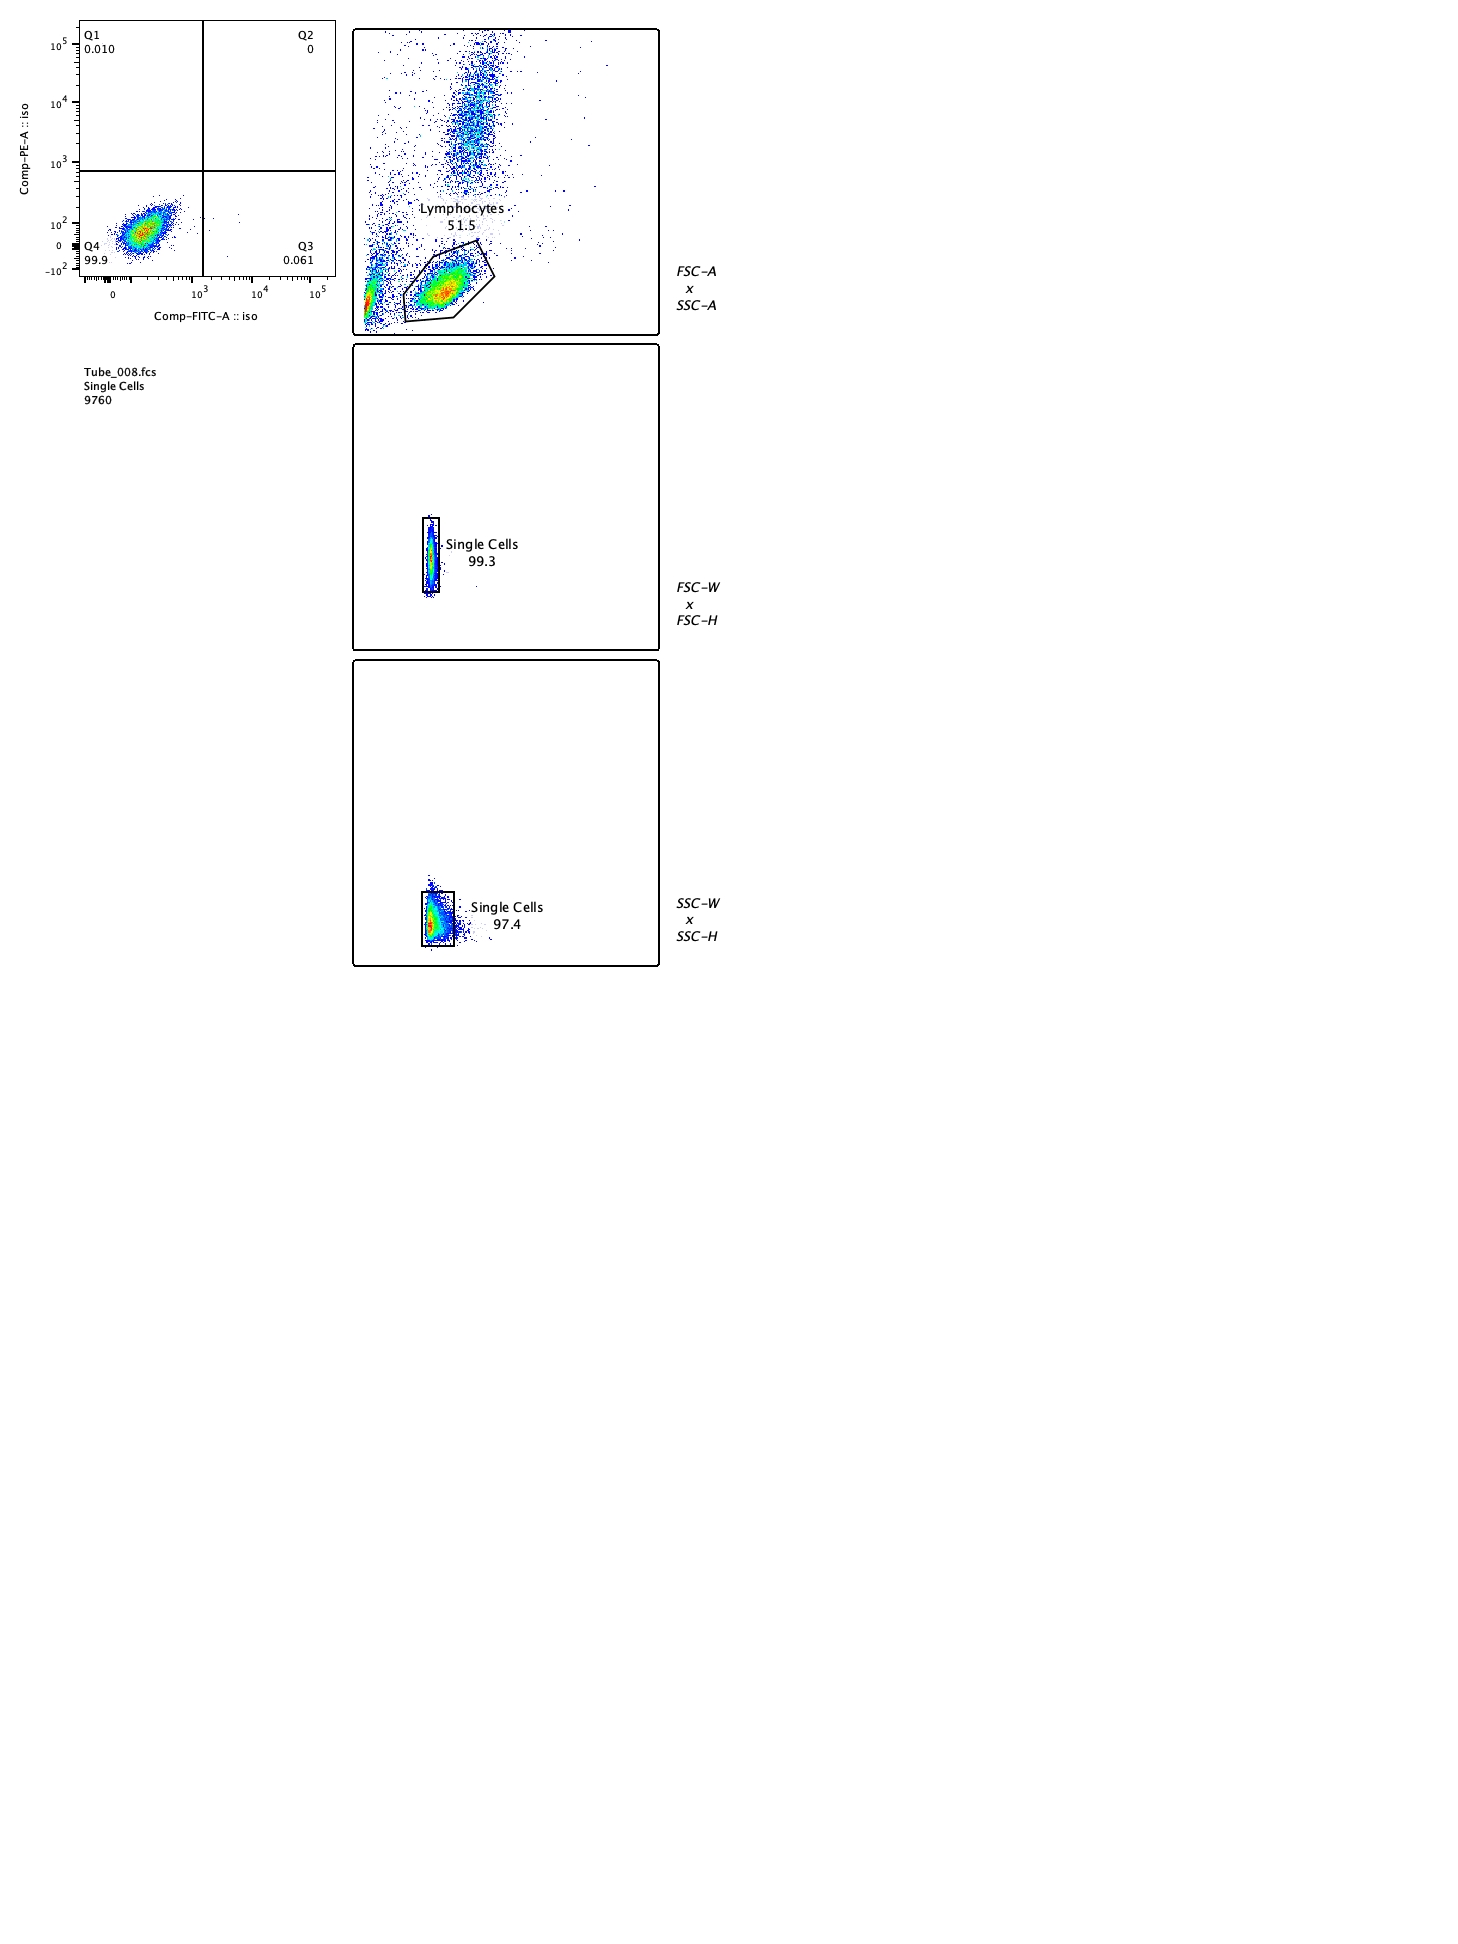 Q1
0.010
Q2
0
10^5
10^4
10^3
10^2
0
-10^2
Comp-PE-A :: iso
Q4
99.9
Q3
0.061
0
10^3
10^4
10^5
Comp-FITC-A :: iso
Tube_008.fcs
Single Cells
9760
Lymphocytes
51.5
FSC-A
x
SSC-A
Single Cells
99.3
FSC-W
x
FSC-H
Single Cells
97.4
SSC-W
x
SSC-H